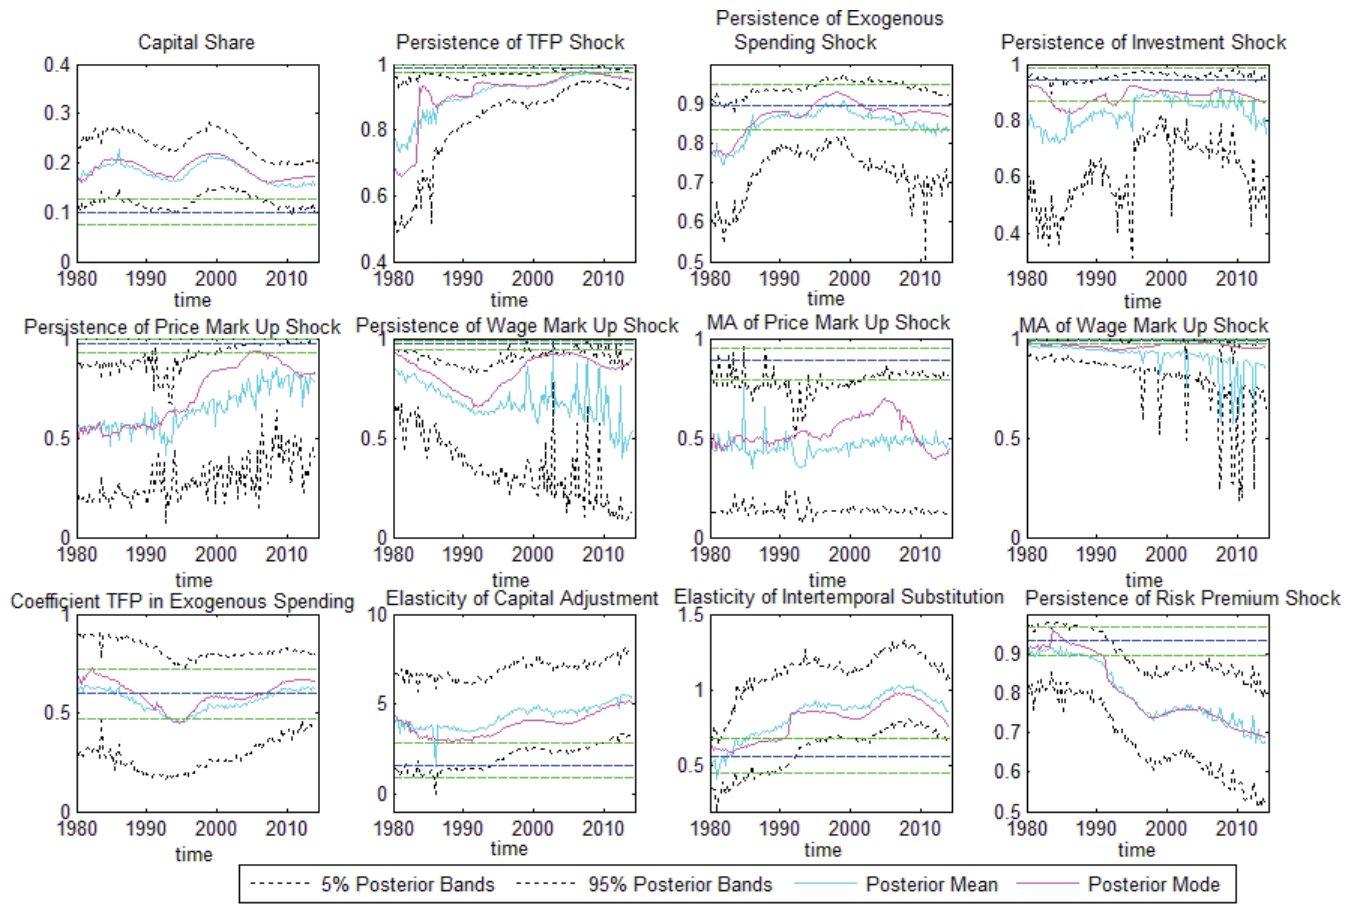 Capital Share
Persistence of TFP Shock
Persistence of Exogenous
Spending Shock
Persistence of Investment Shock
0.4
0.3
0.2
0.1
0
1980 1990 2000 2010
time
1
0.8
0.6
0.4
1980 1990 2000 2010
time
0.9
0.8
0.7
0.6
0.5
1980 1990 2000 2010
time
1
0.8
0.6
0.4
1980 1990 2000 2010
time
Persistence of Price Mark Up Shock
Persistence of Wage Mark Up Shock
MA of Price Mark Up Shock
MA of Wage Mark Up Shock
1
0.5
0
1980 1990 2000 2010
time
1
0.5
0
1980 1990 2000 2010
time
1
0.5
0
1980 1990 2000 2010
time
1
0.5
0
1980 1990 2000 2010
time
Coefficient TFP in Exogenous Spending
Elasticity of Capital Adjustment
Elasticity of Intertemporal Substitution
Persistence of Risk Premium Shock
1
0.5
0
1980 1990 2000 2010
time
10
5
0
1980 1990 2000 2010
time
1.5
1
0.5
1980 1990 2000 2010
time
0.9
0.8
0.7
0.6
0.5
1980 1990 2000 2010
time
5% Posterior Bands 95% Posterior Bands Posterior Mean Posterior Mode